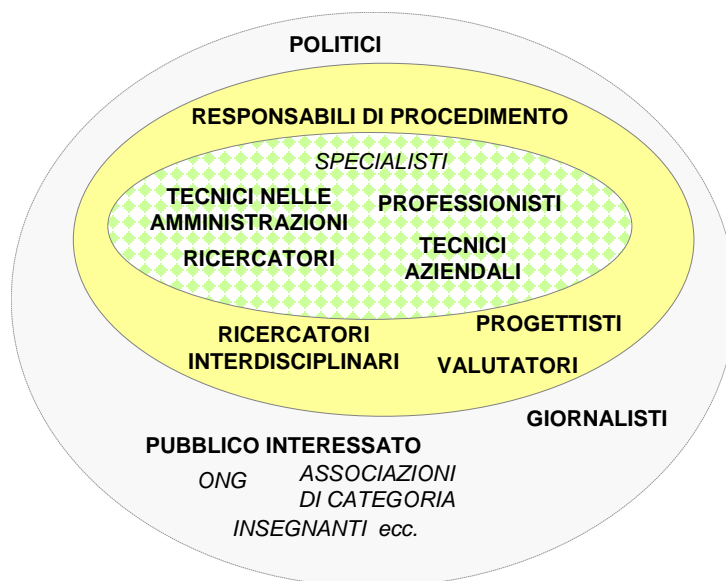 POLITICI
RESPONSABILI DI PROCEDIMENTO
SPECIALISTI
TECNICI NELLE
AMMINISTRAZIONI
PROFESSIONISTI
RICERCATORI
TECNICI
AZIENDALI
RICERCATORI
INTERDISCIPLINARI
PROGETTISTI
VALUTATORI
GIORNALISTI
PUBBLICO INTERESSATO
ONG
ASSOCIAZIONI
DI CATEGORIA
INSEGNANTI ecc.